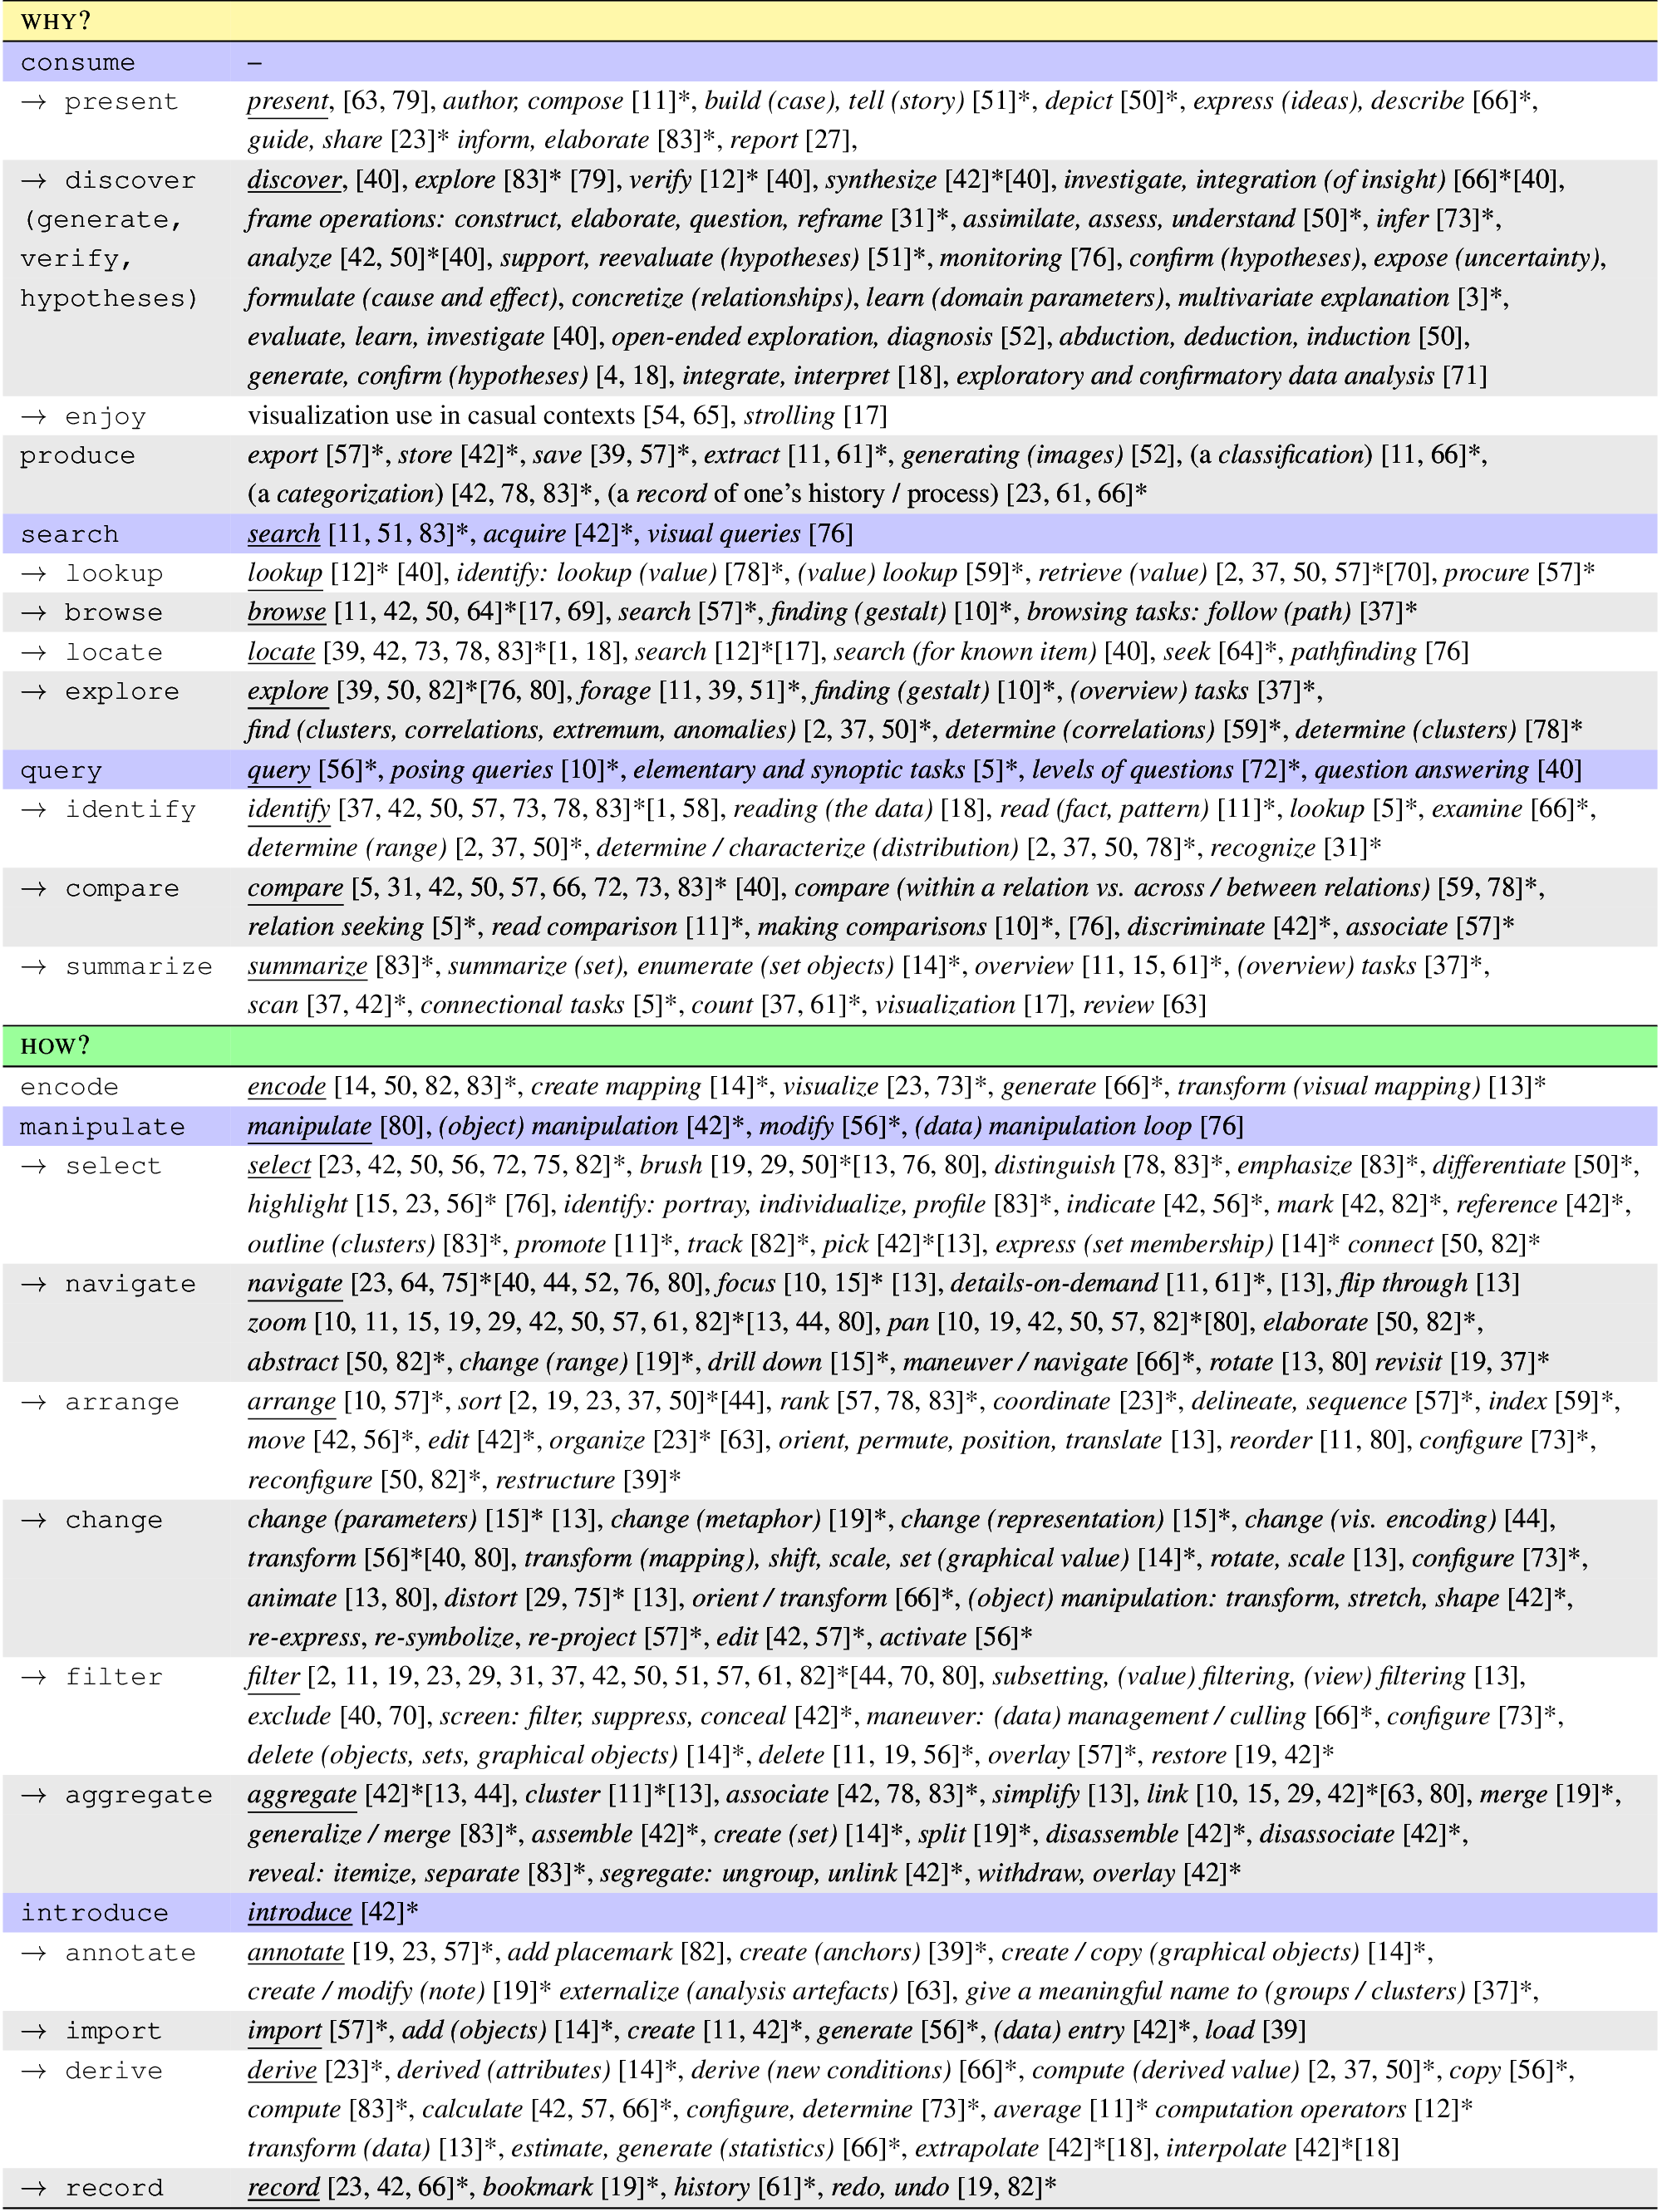 WHY?
consume –
→ present present, [63, 79], author, compose [11]*, build (case), tell (story) [51]*, depict [50]*, express (ideas), describe [66]*,
guide, share [23]* inform, elaborate [83]*, report [27],
→ discover discover, [40], explore [83]* [79], verify [12]* [40], synthesize [42]*[40], investigate, integration (of insight) [66]*[40],
(generate, frame operations: construct, elaborate, question, reframe [31]*, assimilate, assess, understand [50]*, infer [73]*,
verify, analyze [42, 50]*[40], support, reevaluate (hypotheses) [51]*, monitoring [76], confirm (hypotheses), expose (uncertainty),
hypotheses) formulate (cause and effect), concretize (relationships), learn (domain parameters), multivariate explanation [3]*,
evaluate, learn, investigate [40], open-ended exploration, diagnosis [52], abduction, deduction, induction [50],
generate, confirm (hypotheses) [4, 18], integrate, interpret [18], exploratory and confirmatory data analysis [71]
→ enjoy visualization use in casual contexts [54, 65], strolling [17]
produce export [57]*, store [42]*, save [39, 57]*, extract [11, 61]*, generating (images) [52], (a classification) [11, 66]*,
(a categorization) [42, 78, 83]*, (a record of one's history / process) [23, 61, 66]*
search search [11, 51, 83]*, acquire [42]*, visual queries [76]
→ lookup lookup [12]* [40], identify: lookup (value) [78]*, (value) lookup [59]*, retrieve (value) [2, 37, 50, 57]*[70], procure [57]*
→ browse browse [11, 42, 50, 64]*[17, 69], search [57]*, finding (gestalt) [10]*, browsing tasks: follow (path) [37]*
→ locate locate [39, 42, 73, 78, 83]*[1, 18], search [12]*[17], search (for known item) [40], seek [64]*, pathfinding [76]
→ explore explore [39, 50, 82]*[76, 80], forage [11, 39, 51]*, finding (gestalt) [10]*, (overview) tasks [37]*,
find (clusters, correlations, extremum, anomalies) [2, 37, 50]*, determine (correlations) [59]*, determine (clusters) [78]*
query query [56]*, posing queries [10]*, elementary and synoptic tasks [5]*, levels of questions [72]*, question answering [40]
→ identify identify [37, 42, 50, 57, 73, 78, 83]*[1, 58], reading (the data) [18], read (fact, pattern) [11]*, lookup [5]*, examine [66]*,
determine (range) [2, 37, 50]*, determine / characterize (distribution) [2, 37, 50, 78]*, recognize [31]*
→ compare compare [5, 31, 42, 50, 57, 66, 72, 73, 83]* [40], compare (within a relation vs. across / between relations) [59, 78]*,
relation seeking [5]*, read comparison [11]*, making comparisons [10]*, [76], discriminate [42]*, associate [57]*
→ summarize summarize [83]*, summarize (set), enumerate (set objects) [14]*, overview [11, 15, 61]*, (overview) tasks [37]*,
scan [37, 42]*, connectional tasks [5]*, count [37, 61]*, visualization [17], review [63]
HOW?
encode encode [14, 50, 82, 83]*, create mapping [14]*, visualize [23, 73]*, generate [66]*, transform (visual mapping) [13]*
manipulate manipulate [80], (object) manipulation [42]*, modify [56]*, (data) manipulation loop [76]
→ select select [23, 42, 50, 56, 72, 75, 82]*, brush [19, 29, 50]*[13, 76, 80], distinguish [78, 83]*, emphasize [83]*, differentiate [50]*,
highlight [15, 23, 56]* [76], identify: portray, individualize, profile [83]*, indicate [42, 56]*, mark [42, 82]*, reference [42]*,
outline (clusters) [83]*, promote [11]*, track [82]*, pick [42]*[13], express (set membership) [14]* connect [50, 82]*
→ navigate navigate [23, 64, 75]*[40, 44, 52, 76, 80], focus [10, 15]* [13], details-on-demand [11, 61]*, [13], flip through [13]
zoom [10, 11, 15, 19, 29, 42, 50, 57, 61, 82]*[13, 44, 80], pan [10, 19, 42, 50, 57, 82]*[80], elaborate [50, 82]*,
abstract [50, 82]*, change (range) [19]*, drill down [15]*, maneuver / navigate [66]*, rotate [13, 80] revisit [19, 37]*
→ arrange arrange [10, 57]*, sort [2, 19, 23, 37, 50]*[44], rank [57, 78, 83]*, coordinate [23]*, delineate, sequence [57]*, index [59]*,
move [42, 56]*, edit [42]*, organize [23]* [63], orient, permute, position, translate [13], reorder [11, 80], configure [73]*,
reconfigure [50, 82]*, restructure [39]*
→ change change (parameters) [15]* [13], change (metaphor) [19]*, change (representation) [15]*, change (vis. encoding) [44],
transform [56]*[40, 80], transform (mapping), shift, scale, set (graphical value) [14]*, rotate, scale [13], configure [73]*,
animate [13, 80], distort [29, 75]* [13], orient / transform [66]*, (object) manipulation: transform, stretch, shape [42]*,
re-express, re-symbolize, re-project [57]*, edit [42, 57]*, activate [56]*
→ filter filter [2, 11, 19, 23, 29, 31, 37, 42, 50, 51, 57, 61, 82]*[44, 70, 80], subsetting, (value) filtering, (view) filtering [13],
exclude [40, 70], screen: filter, suppress, conceal [42]*, maneuver: (data) management / culling [66]*, configure [73]*,
delete (objects, sets, graphical objects) [14]*, delete [11, 19, 56]*, overlay [57]*, restore [19, 42]*
→ aggregate aggregate [42]*[13, 44], cluster [11]*[13], associate [42, 78, 83]*, simplify [13], link [10, 15, 29, 42]*[63, 80], merge [19]*,
generalize / merge [83]*, assemble [42]*, create (set) [14]*, split [19]*, disassemble [42]*, disassociate [42]*,
reveal: itemize, separate [83]*, segregate: ungroup, unlink [42]*, withdraw, overlay [42]*
introduce introduce [42]*
→ annotate annotate [19, 23, 57]*, add placemark [82], create (anchors) [39]*, create / copy (graphical objects) [14]*,
create / modify (note) [19]* externalize (analysis artefacts) [63], give a meaningful name to (groups / clusters) [37]*,
→ import import [57]*, add (objects) [14]*, create [11, 42]*, generate [56]*, (data) entry [42]*, load [39]
→ derive derive [23]*, derived (attributes) [14]*, derive (new conditions) [66]*, compute (derived value) [2, 37, 50]*, copy [56]*,
compute [83]*, calculate [42, 57, 66]*, configure, determine [73]*, average [11]* computation operators [12]*
transform (data) [13]*, estimate, generate (statistics) [66]*, extrapolate [42]*[18], interpolate [42]*[18]
→ record record [23, 42, 66]*, bookmark [19]*, history [61]*, redo, undo [19, 82]*